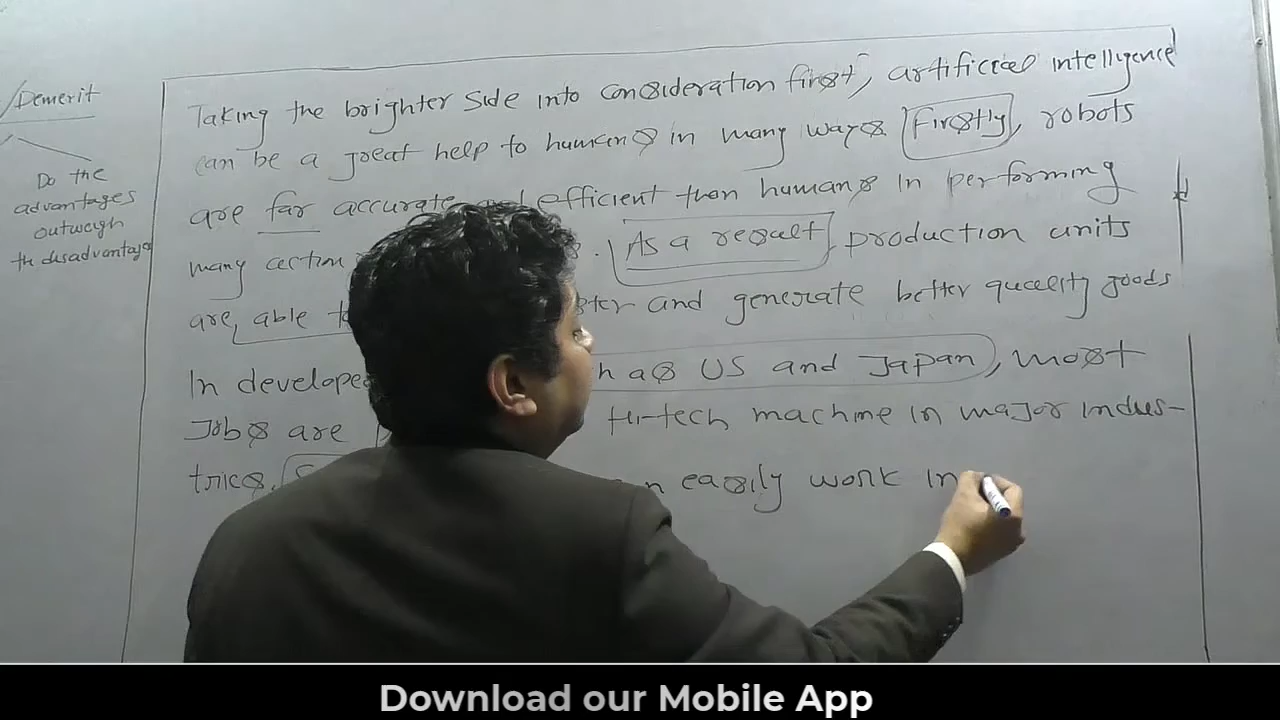 Demerit
Do the
advantages
outweigh
the disadvantage
Taking the brighter side into consideration first, artificial intelligence
can be a great help to humans in many ways. Firstly, robots
are far accurate and efficient than humans in performing
many action . As a result, production units
are, able to and generate better quality goods
In developed as US and Japan, most
Jobs are Hi-tech machine in major indus-
tries. easily work in
Download our Mobile App